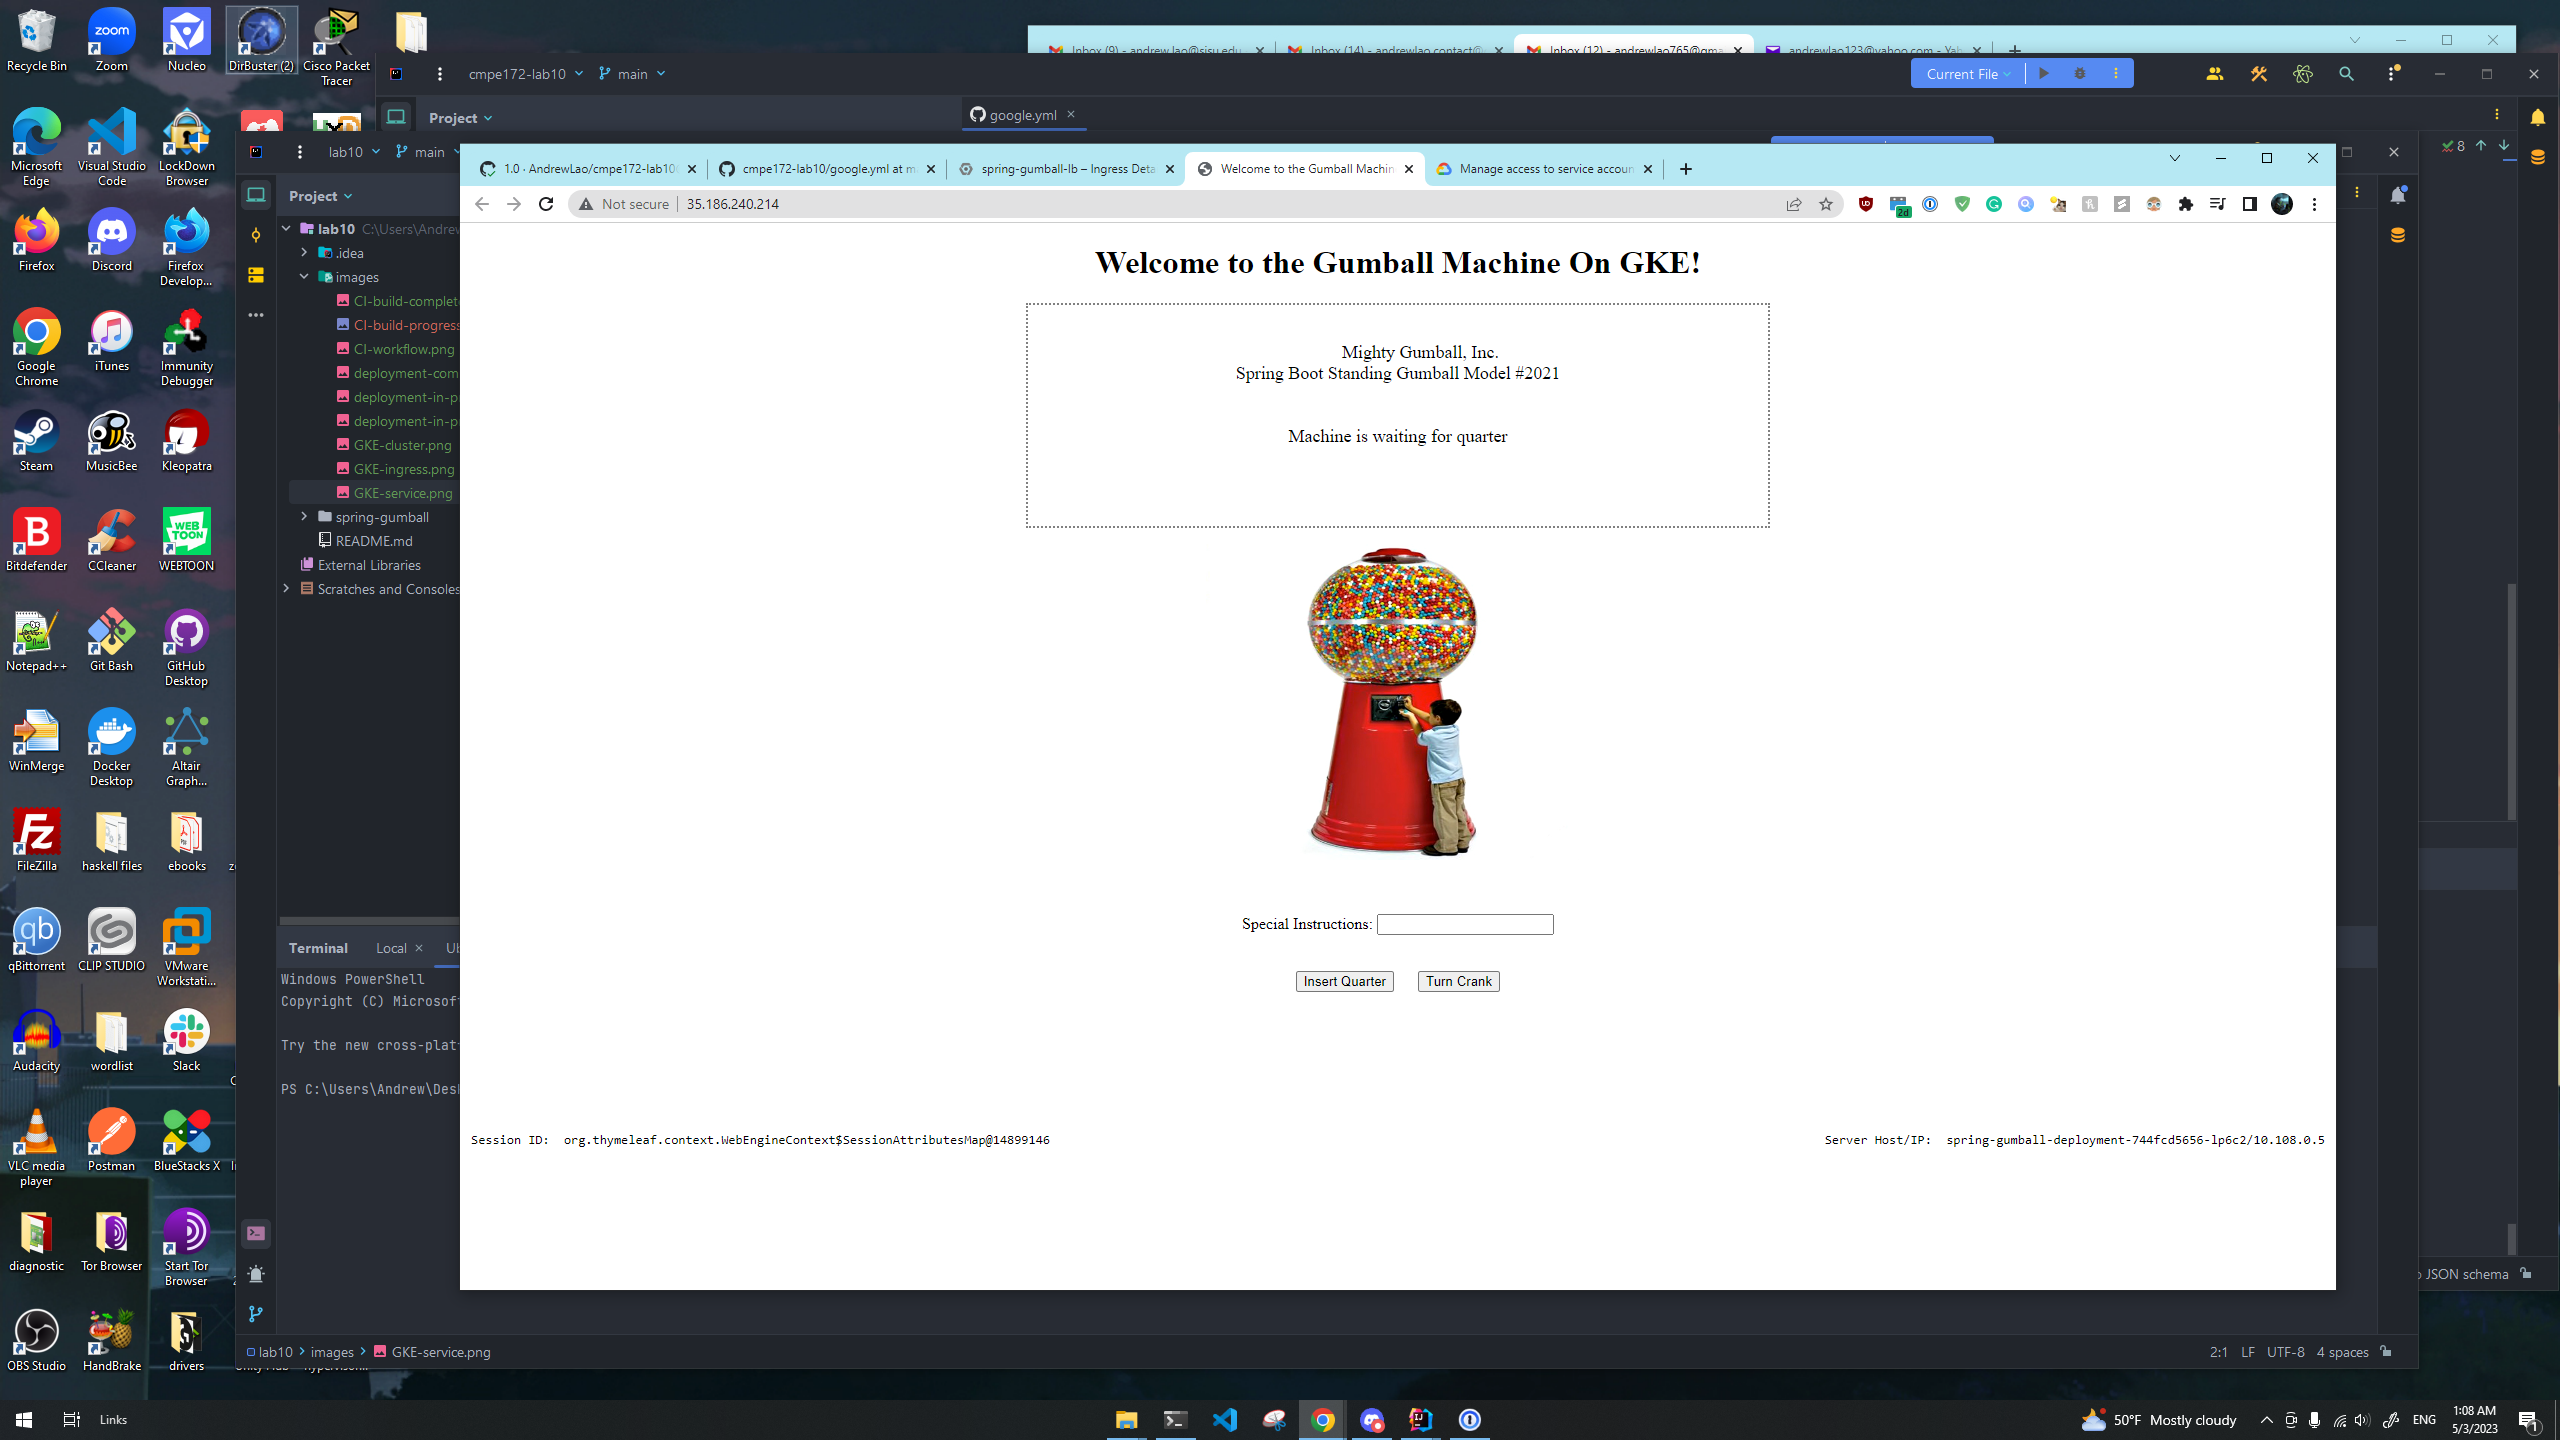 Recycle Bin
Zoom
Nucleo
DirBuster (2)
Cisco Packet Tracer
Microsoft Edge
Visual Studio Code
LockDown Browser
Firefox
Discord
Firefox Develop...
Google Chrome
iTunes
Immunity Debugger
Steam
MusicBee
Kleopatra
Bitdefender
CCleaner
WEBTOON
Notepad++
Git Bash
GitHub Desktop
WinMerge
Docker Desktop
Altair Graph...
FileZilla
haskell files
ebooks
qBittorrent
CLIP STUDIO
VMware Workstati...
Audacity
wordlist
Slack
VLC media player
Postman
BlueStacks X
diagnostic
Tor Browser
Start Tor Browser
OBS Studio
HandBrake
drivers
Inbox (9) - andrew.lao@sjsu.edu
Inbox (14) - andrewlao.contact@
Inbox (12) - andrewlao765@gma
andrewlao123@yahoo.com - Yah
cmpe172-lab10
main
Current File
Project
google.yml
8
lab10
main
Project
lab10 C:\Users\Andrew
.idea
images
CI-build-complet
CI-build-progress
CI-workflow.png
deployment-com
deployment-in-p
deployment-in-p
GKE-cluster.png
GKE-ingress.png
GKE-service.png
spring-gumball
README.md
External Libraries
Scratches and Consoles
Terminal
Local
Ub
Windows PowerShell
Copyright (C) Microsoft
Try the new cross-plat
PS C:\Users\Andrew\Des
1.0 · AndrewLao/cmpe172-lab10
cmpe172-lab10/google.yml at m
spring-gumball-lb – Ingress Deta
Welcome to the Gumball Machin
Manage access to service accoun
Not secure
35.186.240.214
2d
Welcome to the Gumball Machine On GKE!
Mighty Gumball, Inc.
Spring Boot Standing Gumball Model #2021
Machine is waiting for quarter
Special Instructions:
Insert Quarter
Turn Crank
Session ID: org.thymeleaf.context.WebEngineContext$SessionAttributesMap@14899146
Server Host/IP: spring-gumball-deployment-744fcd5656-lp6c2/10.108.0.5
JSON schema
lab10 > images > GKE-service.png
2:1
LF
UTF-8
4 spaces
Links
50°F Mostly cloudy
ENG
1:08 AM
5/3/2023
1